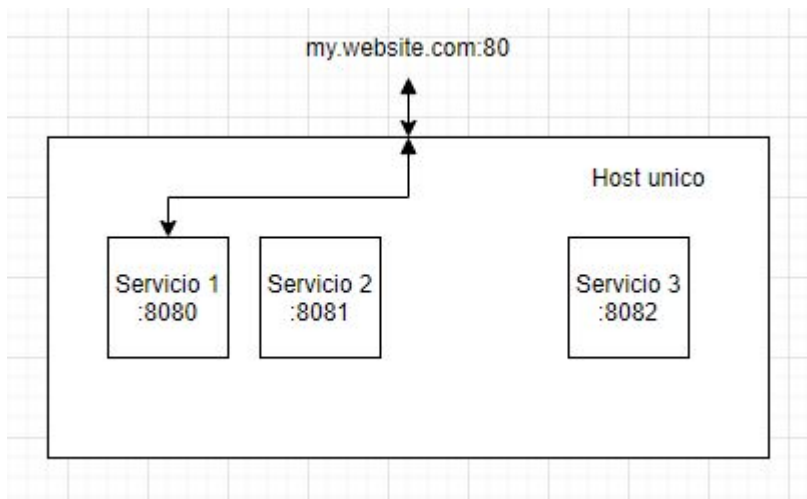 my.website.com:80
Host unico
Servicio 1
:8080
Servicio 2
:8081
Servicio 3
:8082